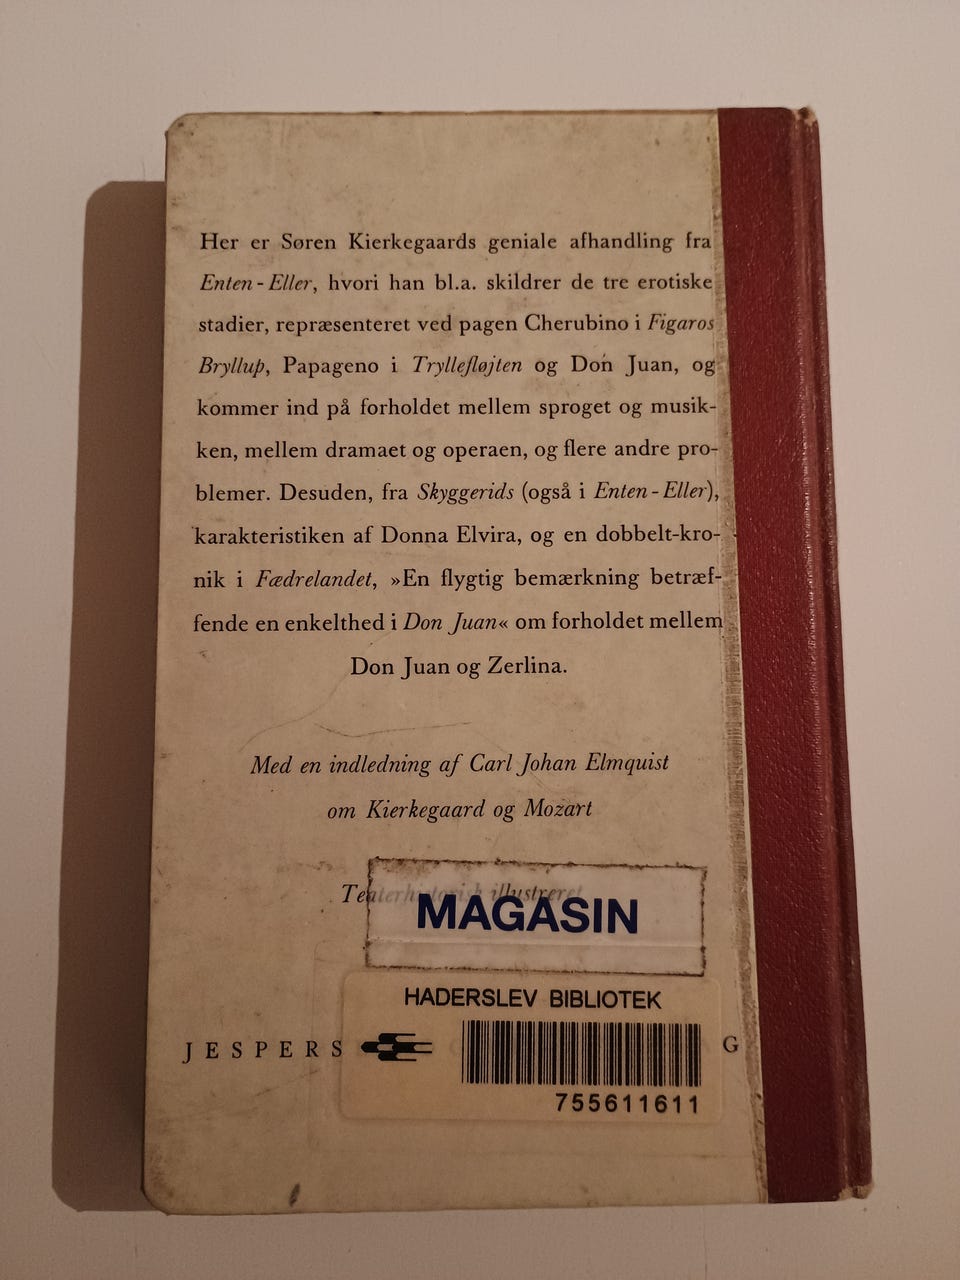 Her er Søren Kierkegaards geniale afhandling fra
Enten-Eller, hvori han bl.a. skildrer de tre erotiske
stadier, repræsenteret ved pagen Cherubino i Figaros
Bryllup, Papageno i Tryllefløjten og Don Juan, og
kommer ind på forholdet mellem sproget og musik-
ken, mellem dramaet og operaen, og flere andre pro-
blemer. Desuden, fra Skyggerids (også i Enten-Eller),
karakteristiken af Donna Elvira, og en dobbelt-kro-
nik i Fædrelandet, »En flygtig bemærkning betræf-
fende en enkelthed i Don Juan« om forholdet mellem
Don Juan og Zerlina.
Med en indledning af Carl Johan Elmquist
om Kierkegaard og Mozart
Teaterhistorisk illustreret
MAGASIN
HADERSLEV BIBLIOTEK
JESPERS G
755611611